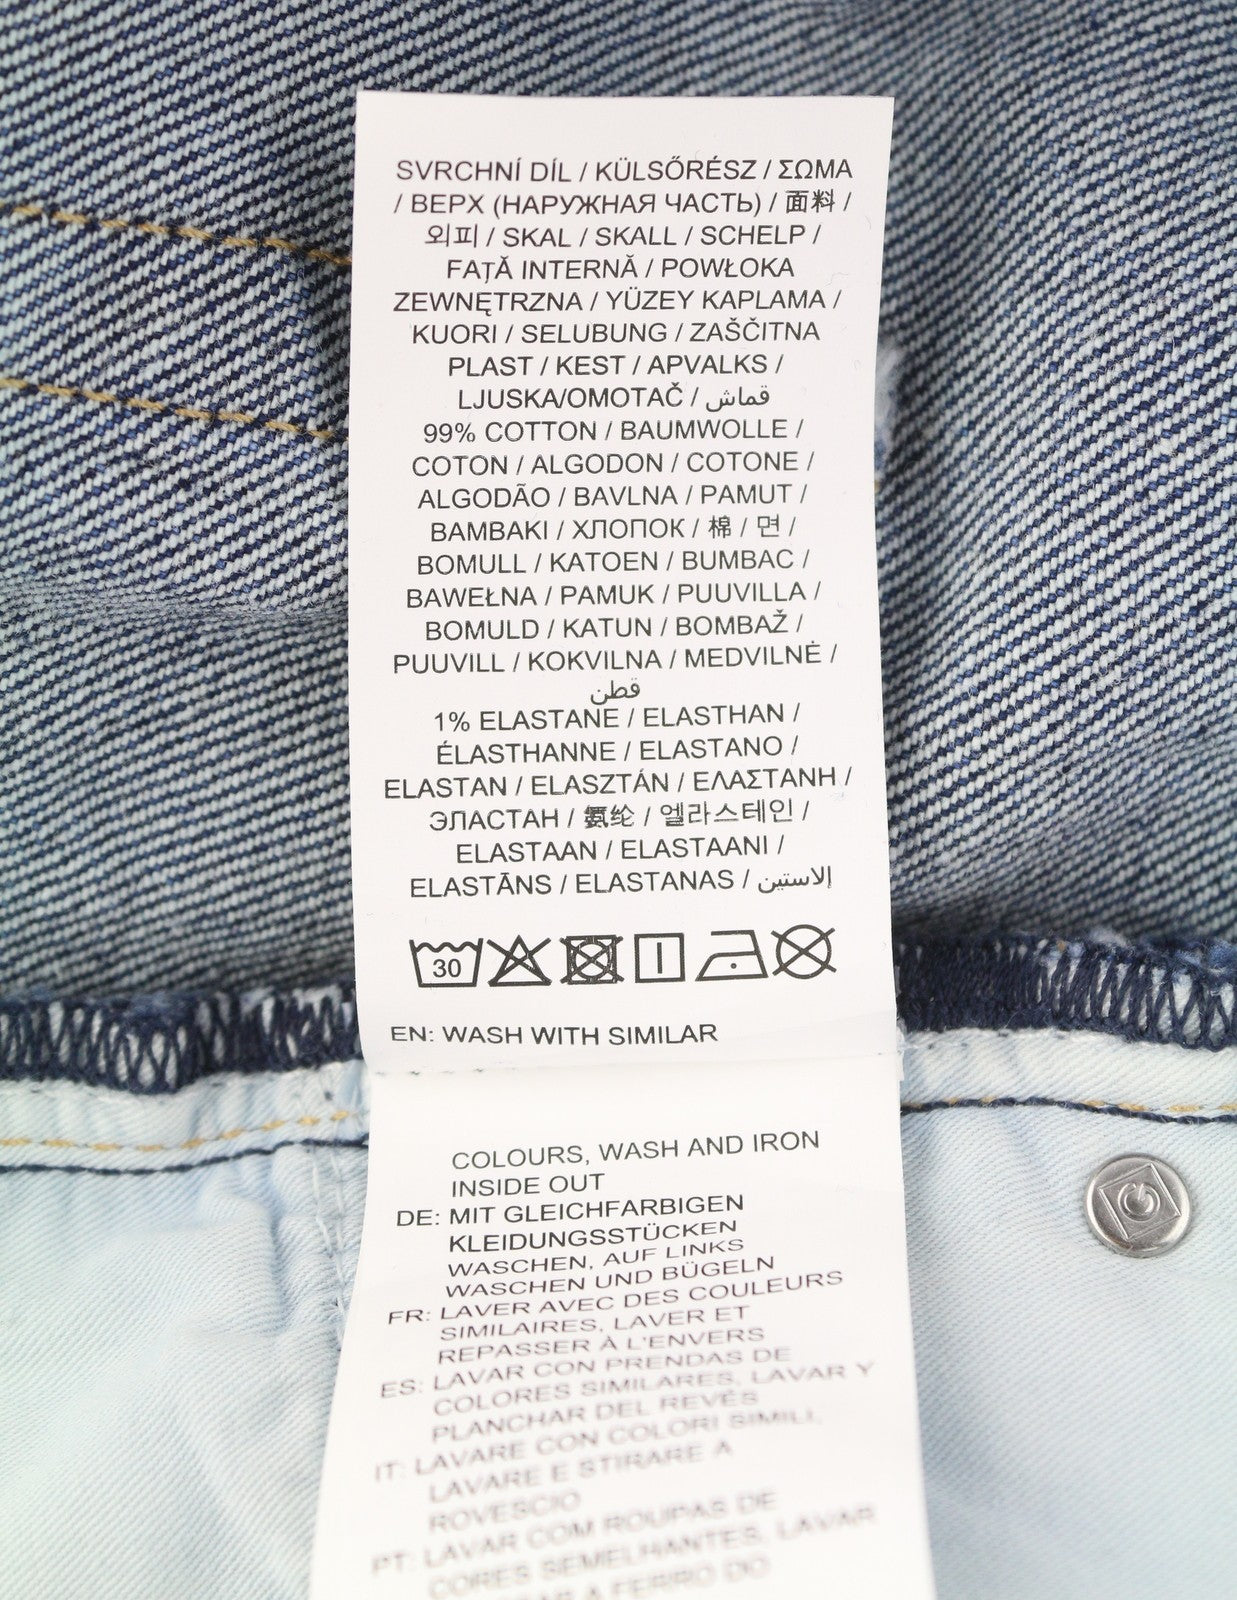 SVRCHNÍ DÍL / KÜLSŐRÉSZ / ΣΩΜΑ
/ ВЕРХ (НАРУЖНАЯ ЧАСТЬ) / 面料 /
외피 / SKAL / SKALL / SCHELP /
FAȚĂ INTERNĂ / POWŁOKA
ZEWNĘTRZNA / YÜZEY KAPLAMA /
KUORI / SELUBUNG / ZAŠČITNA
PLAST / KEST / APVALKS /
LJUSKA/OMOTAČ / قماش
99% COTTON / BAUMWOLLE /
COTON / ALGODON / COTONE /
ALGODÃO / BAVLNA / PAMUT /
BAMBAKI / ХЛОПОК / 棉 / 면 /
BOMULL / KATOEN / BUMBAC /
BAWEŁNA / PAMUK / PUUVILLA /
BOMULD / KATUN / BOMBAŽ /
PUUVILL / KOKVILNA / MEDVILNĖ /
قطن
1% ELASTANE / ELASTHAN /
ÉLASTHANNE / ELASTANO /
ELASTAN / ELASZTÁN / ΕΛΑΣΤΑΝΗ /
ЭЛАСТАН / 氨纶 / 엘라스테인 /
ELASTAAN / ELASTAANI /
ELASTĀNS / ELASTANAS / الاستين
30
EN: WASH WITH SIMILAR
COLOURS, WASH AND IRON
INSIDE OUT
DE: MIT GLEICHFARBIGEN
KLEIDUNGSSTÜCKEN
WASCHEN, AUF LINKS
WASCHEN UND BÜGELN
FR: LAVER AVEC DES COULEURS
SIMILAIRES, LAVER ET
REPASSER À L'ENVERS
ES: LAVAR CON PRENDAS DE
COLORES SIMILARES, LAVAR Y
PLANCHAR DEL REVÉS
IT: LAVARE CON COLORI SIMILI,
LAVARE E STIRARE A
ROVESCIO
PT: LAVAR COM ROUPAS DE
CORES SEMELHANTES, LAVAR
A FERRO DO
G